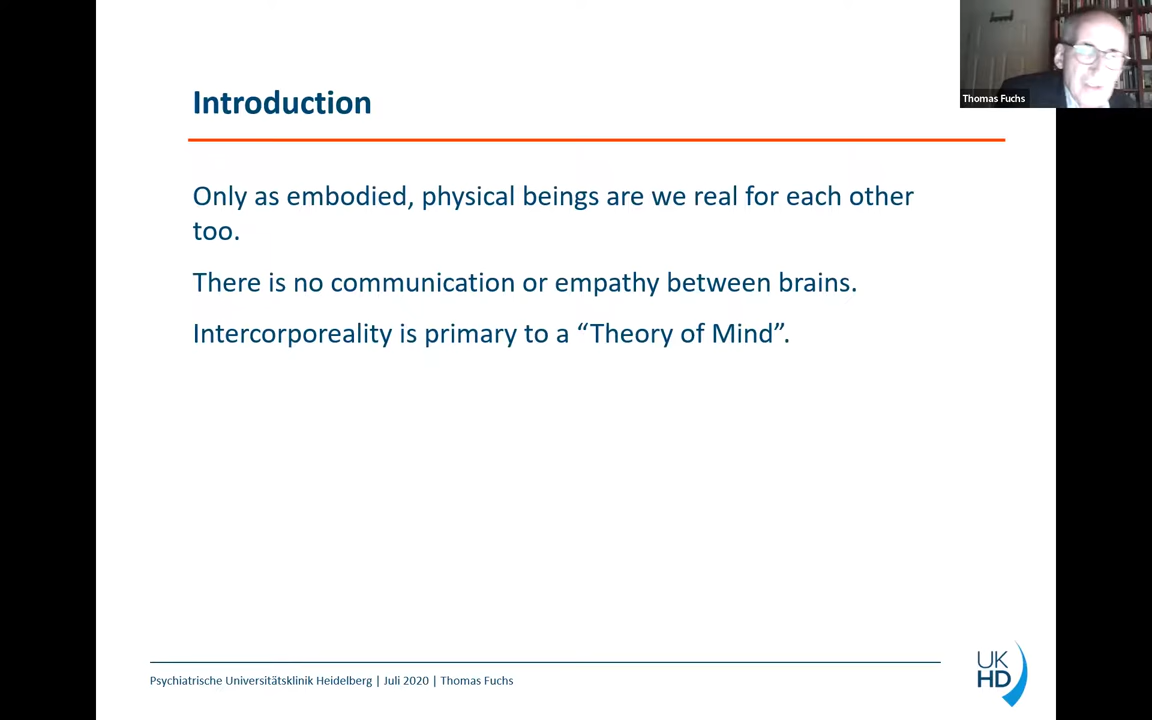 Thomas Fuchs
Introduction
Only as embodied, physical beings are we real for each other
too.
There is no communication or empathy between brains.
Intercorporeality is primary to a “Theory of Mind”.
Psychiatrische Universitätsklinik Heidelberg | Juli 2020 | Thomas Fuchs
UK
HD